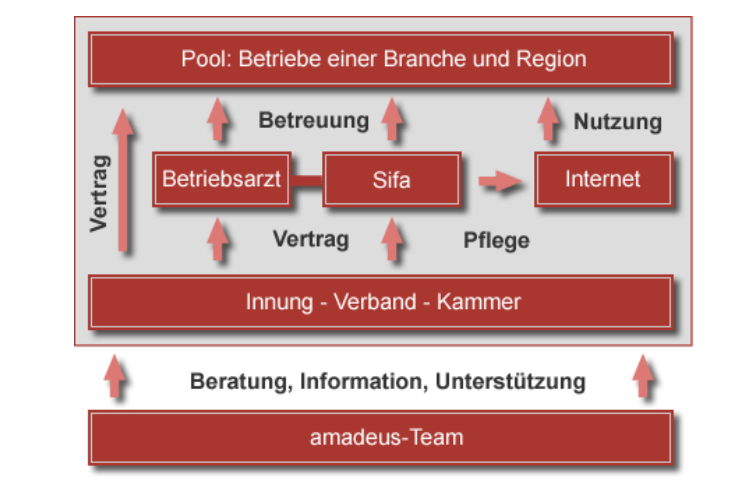 Pool: Betriebe einer Branche und Region
Betreuung
Nutzung
Vertrag
Betriebsarzt
Sifa
Internet
Vertrag
Pflege
Innung - Verband - Kammer
Beratung, Information, Unterstützung
amadeus-Team